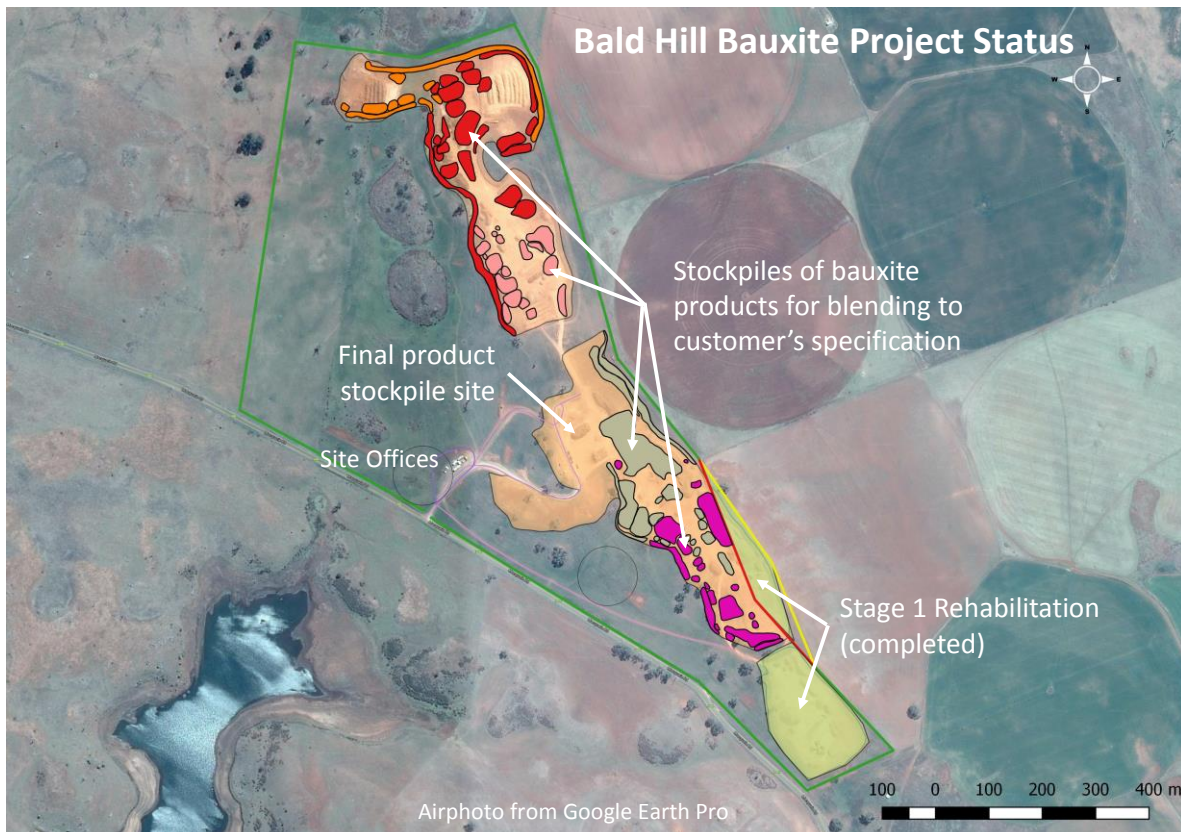 Bald Hill Bauxite Project Status
N
W
E
S
Stockpiles of bauxite
products for blending to
customer's specification
Final product
stockpile site
Site Offices
Stage 1 Rehabilitation
(completed)
100 0 100 200 300 400 m
Airphoto from Google Earth Pro